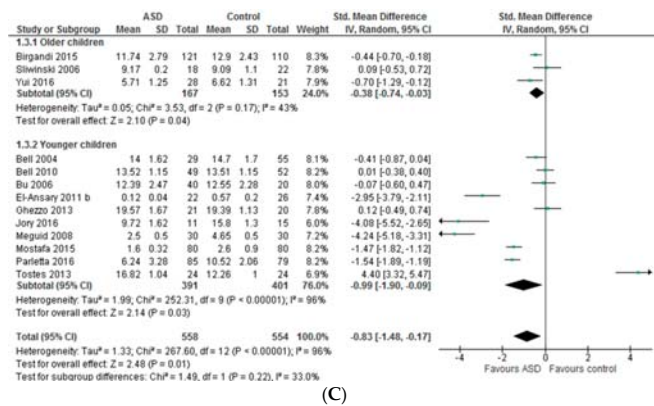 ASD Control Std. Mean Difference Std. Mean Difference
Study or Subgroup Mean SD Total Mean SD Total Weight IV, Random, 95% CI IV, Random, 95% CI
1.3.1 Older children
Birgandi 2015 11.74 2.79 121 12.9 2.43 110 8.3% -0.44 [-0.70, -0.18]
Sliwinski 2006 9.17 0.2 18 9.09 1.1 22 7.9% 0.09 [-0.53, 0.72]
Yui 2016 5.71 1.25 28 6.62 1.31 21 7.9% -0.70 [-1.29, -0.12]
Subtotal (95% CI) 167 153 24.0% -0.38 [-0.74, -0.03]
Heterogeneity: Tau² = 0.05; Chi² = 3.53, df = 2 (P = 0.17); I² = 43%
Test for overall effect: Z = 2.10 (P = 0.04)
1.3.2 Younger children
Bell 2004 14 1.62 29 14.7 1.7 55 8.1% -0.41 [-0.87, 0.04]
Bell 2010 13.52 1.15 49 13.51 1.15 52 8.2% 0.01 [-0.38, 0.40]
Bu 2006 12.39 2.47 40 12.55 2.28 20 8.0% -0.07 [-0.60, 0.47]
El-Ansary 2011 b 0.12 0.04 22 0.57 0.2 26 7.5% -2.95 [-3.79, -2.11]
Ghezzo 2013 19.57 1.67 21 19.39 1.13 20 7.9% 0.12 [-0.49, 0.74]
Jory 2016 9.72 1.62 11 15.8 1.3 15 6.2% -4.08 [-5.52, -2.65]
Meguid 2008 2.5 0.5 30 4.65 0.5 30 7.3% -4.24 [-5.18, -3.31]
Mostafa 2015 1.6 0.32 80 2.6 0.9 80 8.2% -1.47 [-1.82, -1.12]
Parletta 2016 6.24 3.28 85 10.52 2.06 79 8.2% -1.54 [-1.89, -1.19]
Tostes 2013 16.82 1.04 24 12.26 1 24 7.0% 4.40 [3.32, 5.47]
Subtotal (95% CI) 391 401 76.0% -0.99 [-1.90, -0.09]
Heterogeneity: Tau² = 1.99; Chi² = 252.31, df = 9 (P < 0.00001); I² = 96%
Test for overall effect: Z = 2.14 (P = 0.03)
Total (95% CI) 558 554 100.0% -0.83 [-1.48, -0.17]
Heterogeneity: Tau² = 1.33; Chi² = 267.60, df = 12 (P < 0.00001); I² = 96%
Test for overall effect: Z = 2.48 (P = 0.01)
Test for subgroup differences: Chi² = 1.49, df = 1 (P = 0.22), I² = 33.0%
-4 -2 0 2 4
Favours ASD Favours control
(C)